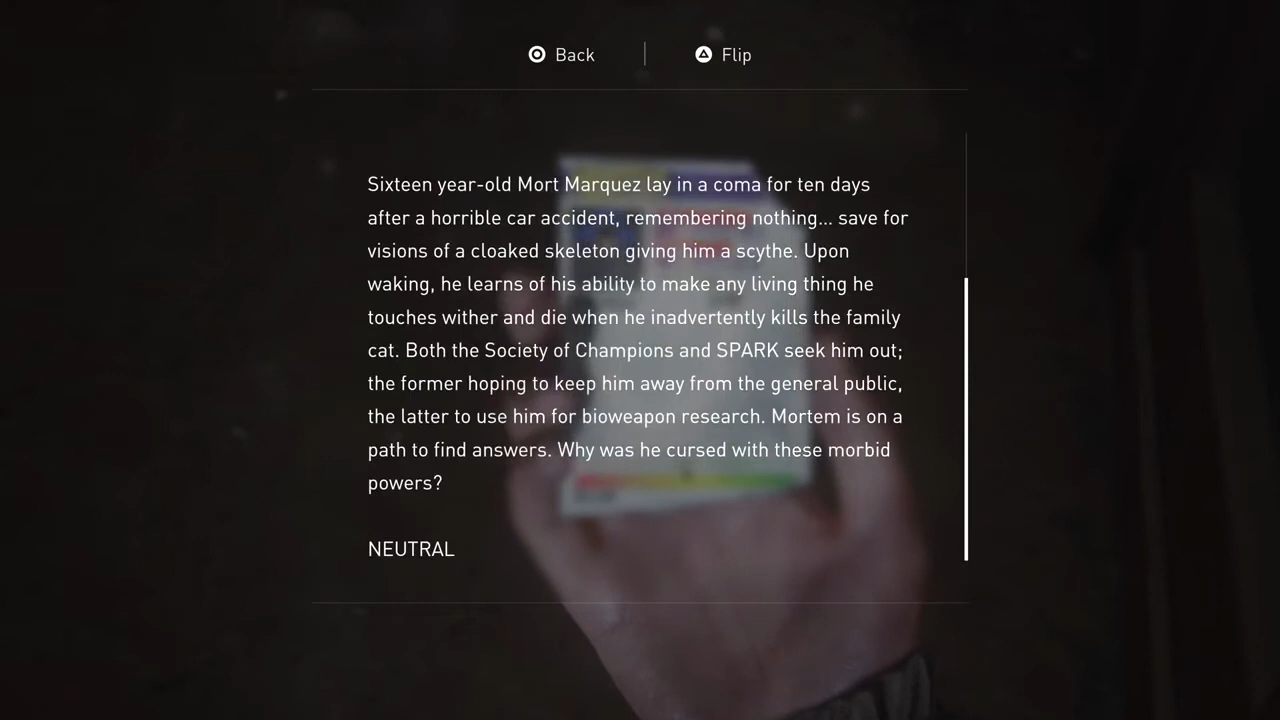 Back Flip
Sixteen year-old Mort Marquez lay in a coma for ten days
after a horrible car accident, remembering nothing... save for
visions of a cloaked skeleton giving him a scythe. Upon
waking, he learns of his ability to make any living thing he
touches wither and die when he inadvertently kills the family
cat. Both the Society of Champions and SPARK seek him out;
the former hoping to keep him away from the general public,
the latter to use him for bioweapon research. Mortem is on a
path to find answers. Why was he cursed with these morbid
powers?
NEUTRAL